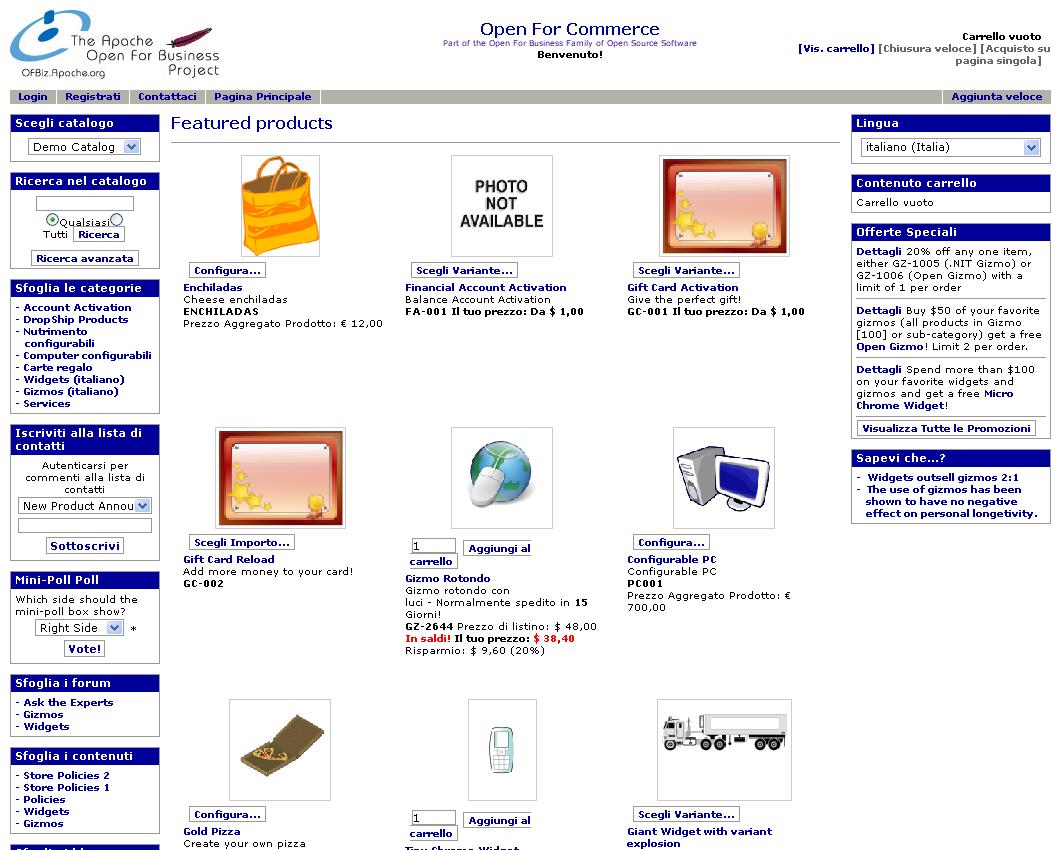 The Apache
Open For Business
Project
OFBiz.Apache.org
Open For Commerce
Part of the Open For Business Family of Open Source Software
Benvenuto!
Carrello vuoto
[Vis. carrello] [Chiusura veloce] [Acquisto su
pagina singola]
Login Registrati Contattaci Pagina Principale Aggiunta veloce
Scegli catalogo
Demo Catalog
Ricerca nel catalogo
Qualsiasi
Tutti Ricerca
Ricerca avanzata
Sfoglia le categorie
- Account Activation
- DropShip Products
- Nutrimento
configurabili
- Computer configurabili
- Carte regalo
- Widgets (italiano)
- Gizmos (italiano)
- Services
Iscriviti alla lista di
contatti
Autenticarsi per
commenti alla lista di
contatti
New Product Annou
Sottoscrivi
Mini-Poll Poll
Which side should the
mini-poll box show?
Right Side *
Vote!
Sfoglia i forum
- Ask the Experts
- Gizmos
- Widgets
Sfoglia i contenuti
- Store Policies 2
- Store Policies 1
- Policies
- Widgets
- Gizmos
Featured products
Configura...
Enchiladas
Cheese enchiladas
ENCHILADAS
Prezzo Aggregato Prodotto: € 12,00
PHOTO
NOT
AVAILABLE
Scegli Variante...
Financial Account Activation
Balance Account Activation
FA-001 Il tuo prezzo: Da $ 1,00
Scegli Variante...
Gift Card Activation
Give the perfect gift!
GC-001 Il tuo prezzo: Da $ 1,00
Scegli Importo...
Gift Card Reload
Add more money to your card!
GC-002
1 Aggiungi al
carrello
Gizmo Rotondo
Gizmo rotondo con
luci - Normalmente spedito in 15
Giorni!
GZ-2644 Prezzo di listino: $ 48,00
In saldi! Il tuo prezzo: $ 38,40
Risparmio: $ 9,60 (20%)
Configura...
Configurable PC
Configurable PC
PC001
Prezzo Aggregato Prodotto: €
700,00
Configura...
Gold Pizza
Create your own pizza
1 Aggiungi al
carrello
Tiny Chrome Widget
Scegli Variante...
Giant Widget with variant
explosion
Lingua
italiano (Italia)
Contenuto carrello
Carrello vuoto
Offerte Speciali
Dettagli 20% off any one item,
either GZ-1005 (.NIT Gizmo) or
GZ-1006 (Open Gizmo) with a
limit of 1 per order
Dettagli Buy $50 of your favorite
gizmos (all products in Gizmo
[100] or sub-category) get a free
Open Gizmo! Limit 2 per order.
Dettagli Spend more than $100
on your favorite widgets and
gizmos and get a free Micro
Chrome Widget!
Visualizza Tutte le Promozioni
Sapevi che...?
- Widgets outsell gizmos 2:1
- The use of gizmos has been
shown to have no negative
effect on personal longetivity.